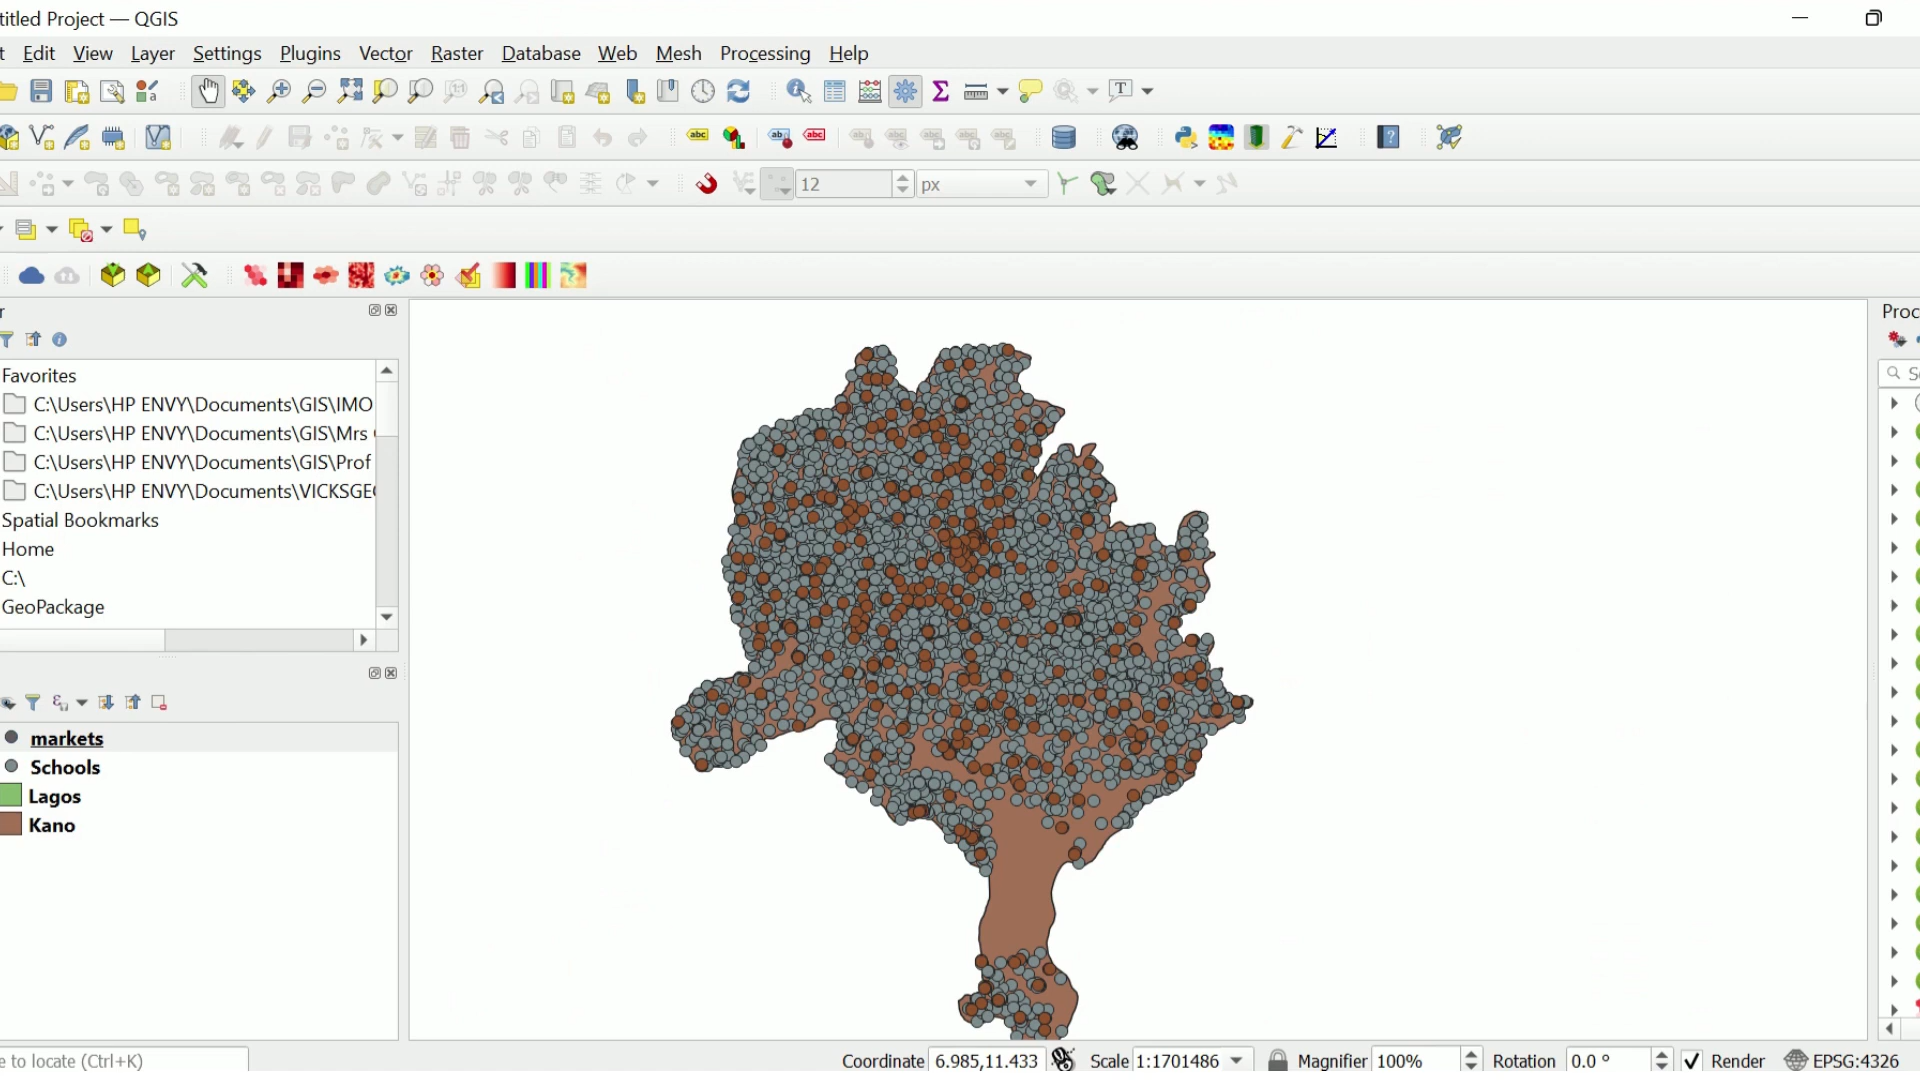 titled Project — QGIS
t Edit View Layer Settings Plugins Vector Raster Database Web Mesh Processing Help
12 px
r
Proc
Favorites
C:\Users\HP ENVY\Documents\GIS\IMO
C:\Users\HP ENVY\Documents\GIS\Mrs
C:\Users\HP ENVY\Documents\GIS\Prof
C:\Users\HP ENVY\Documents\VICKSGE
Spatial Bookmarks
Home
C:\
GeoPackage
markets
Schools
Lagos
Kano
e to locate (Ctrl+K)
Coordinate 6.985,11.433 Scale 1:1701486 Magnifier 100% Rotation 0.0 ° Render EPSG:4326